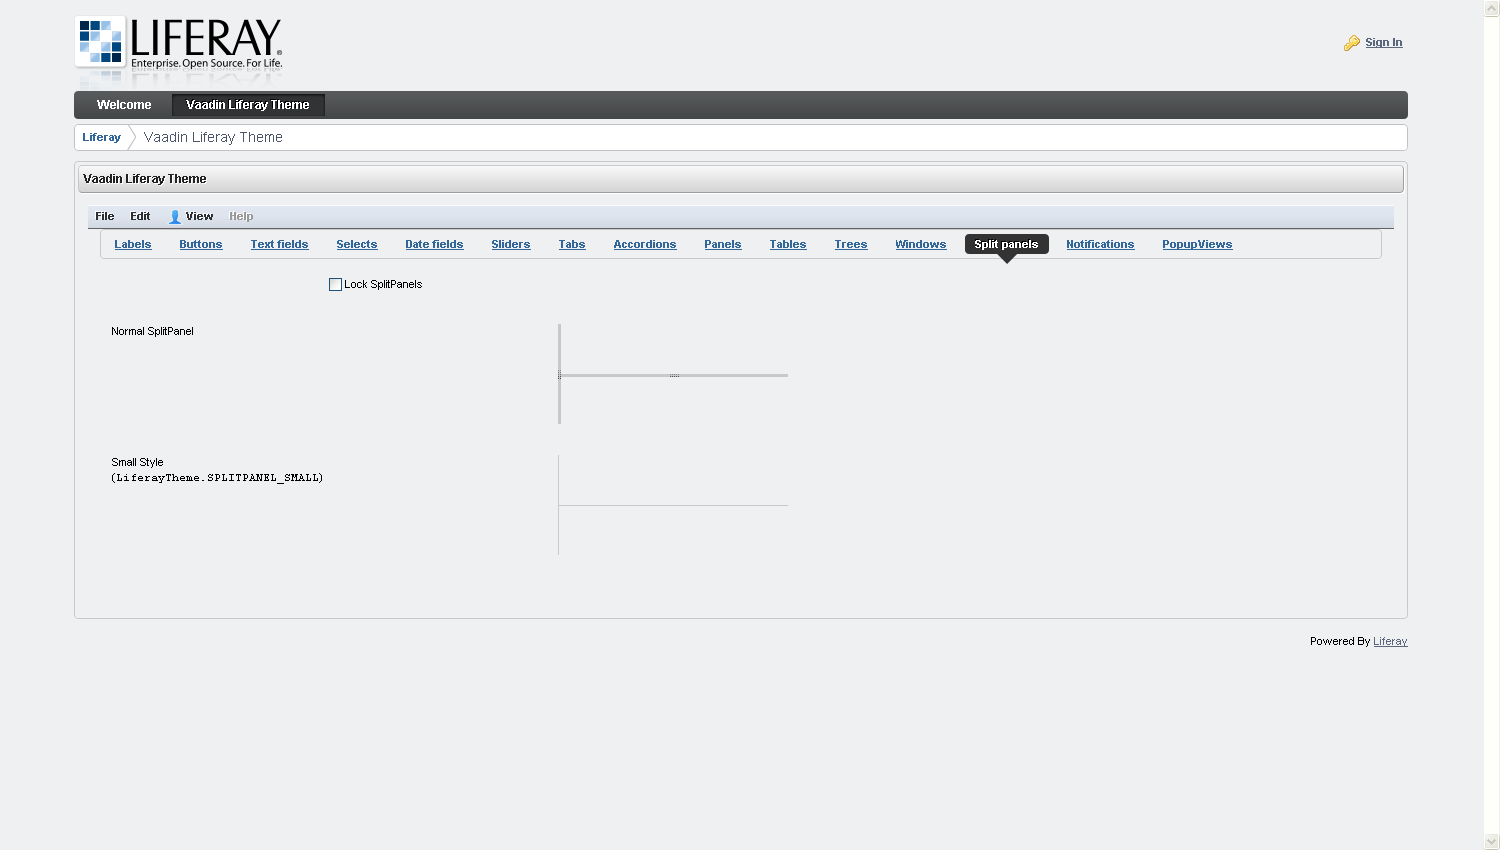 LIFERAY.
Enterprise. Open Source. For Life.
Sign In
Welcome Vaadin Liferay Theme
Liferay Vaadin Liferay Theme
Vaadin Liferay Theme
File Edit View Help
Labels Buttons Text fields Selects Date fields Sliders Tabs Accordions Panels Tables Trees Windows Split panels Notifications PopupViews
Lock SplitPanels
Normal SplitPanel
Small Style
(LiferayTheme.SPLITPANEL_SMALL)
Powered By Liferay